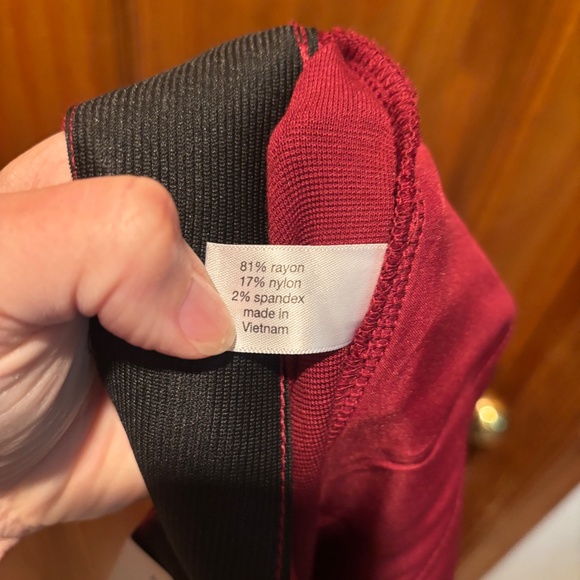 81% rayon
17% nylon
2% spandex
made in
Vietnam